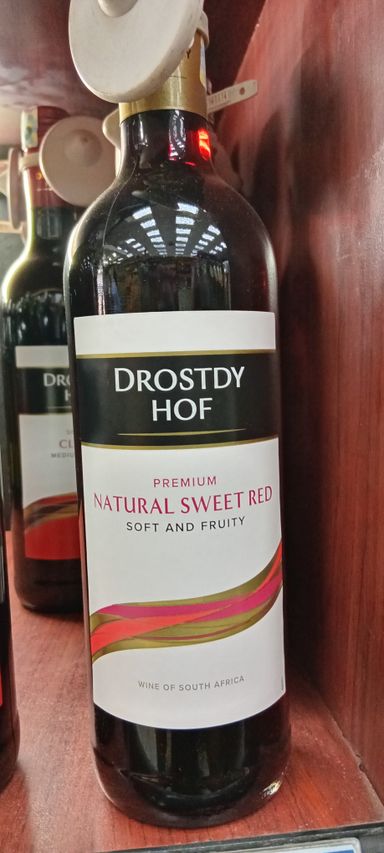 DROSTDY
HOF
PREMIUM
NATURAL SWEET RED
SOFT AND FRUITY
WINE OF SOUTH AFRICA